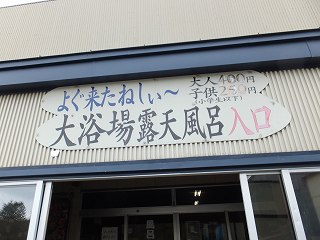 よぐ来たねしぃ～
大人400円
子供250円
(小学生以下)
大浴場露天風呂入口